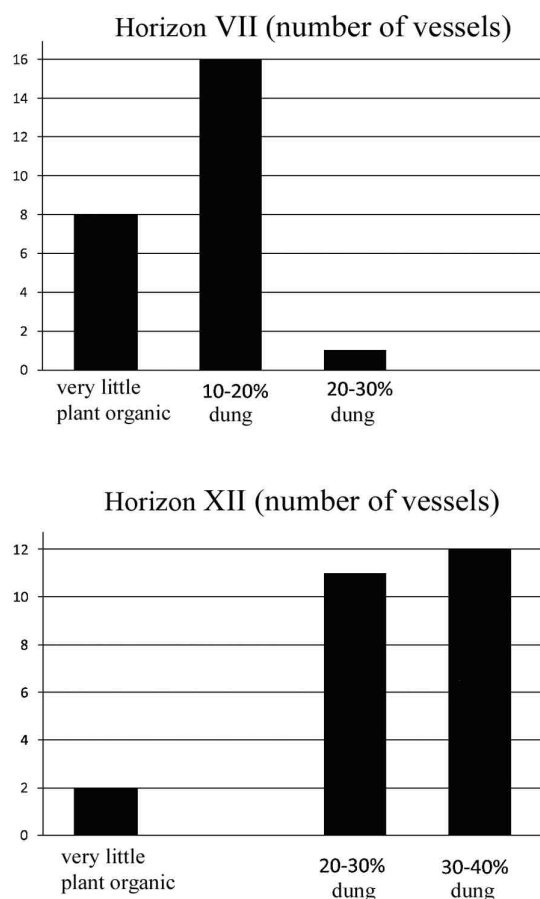 Horizon VII (number of vessels)
16
14
12
10
8
6
4
2
0
very little
plant organic
10-20%
dung
20-30%
dung
Horizon XII (number of vessels)
12
10
8
6
4
2
0
very little
plant organic
20-30%
dung
30-40%
dung